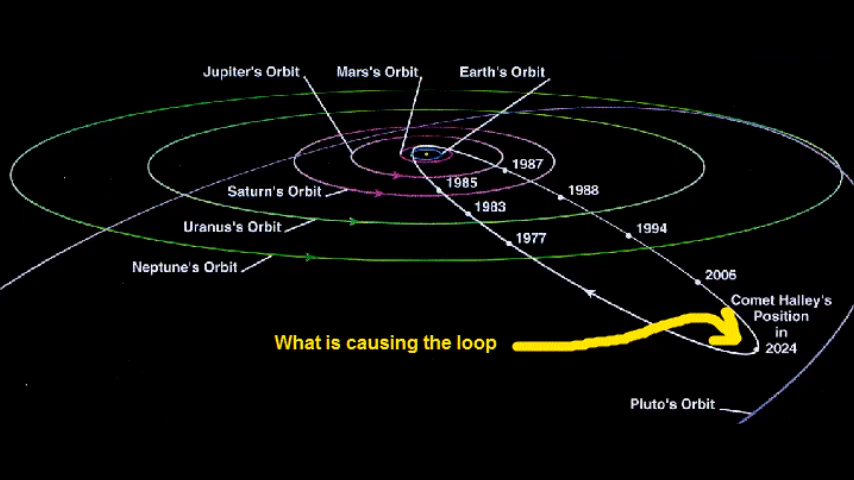 Jupiter's Orbit
Mars's Orbit
Earth's Orbit
1987
1985
Saturn's Orbit
1988
1983
Uranus's Orbit
1994
1977
Neptune's Orbit
2005
Comet Halley's
Position
in
2024
What is causing the loop
Pluto's Orbit